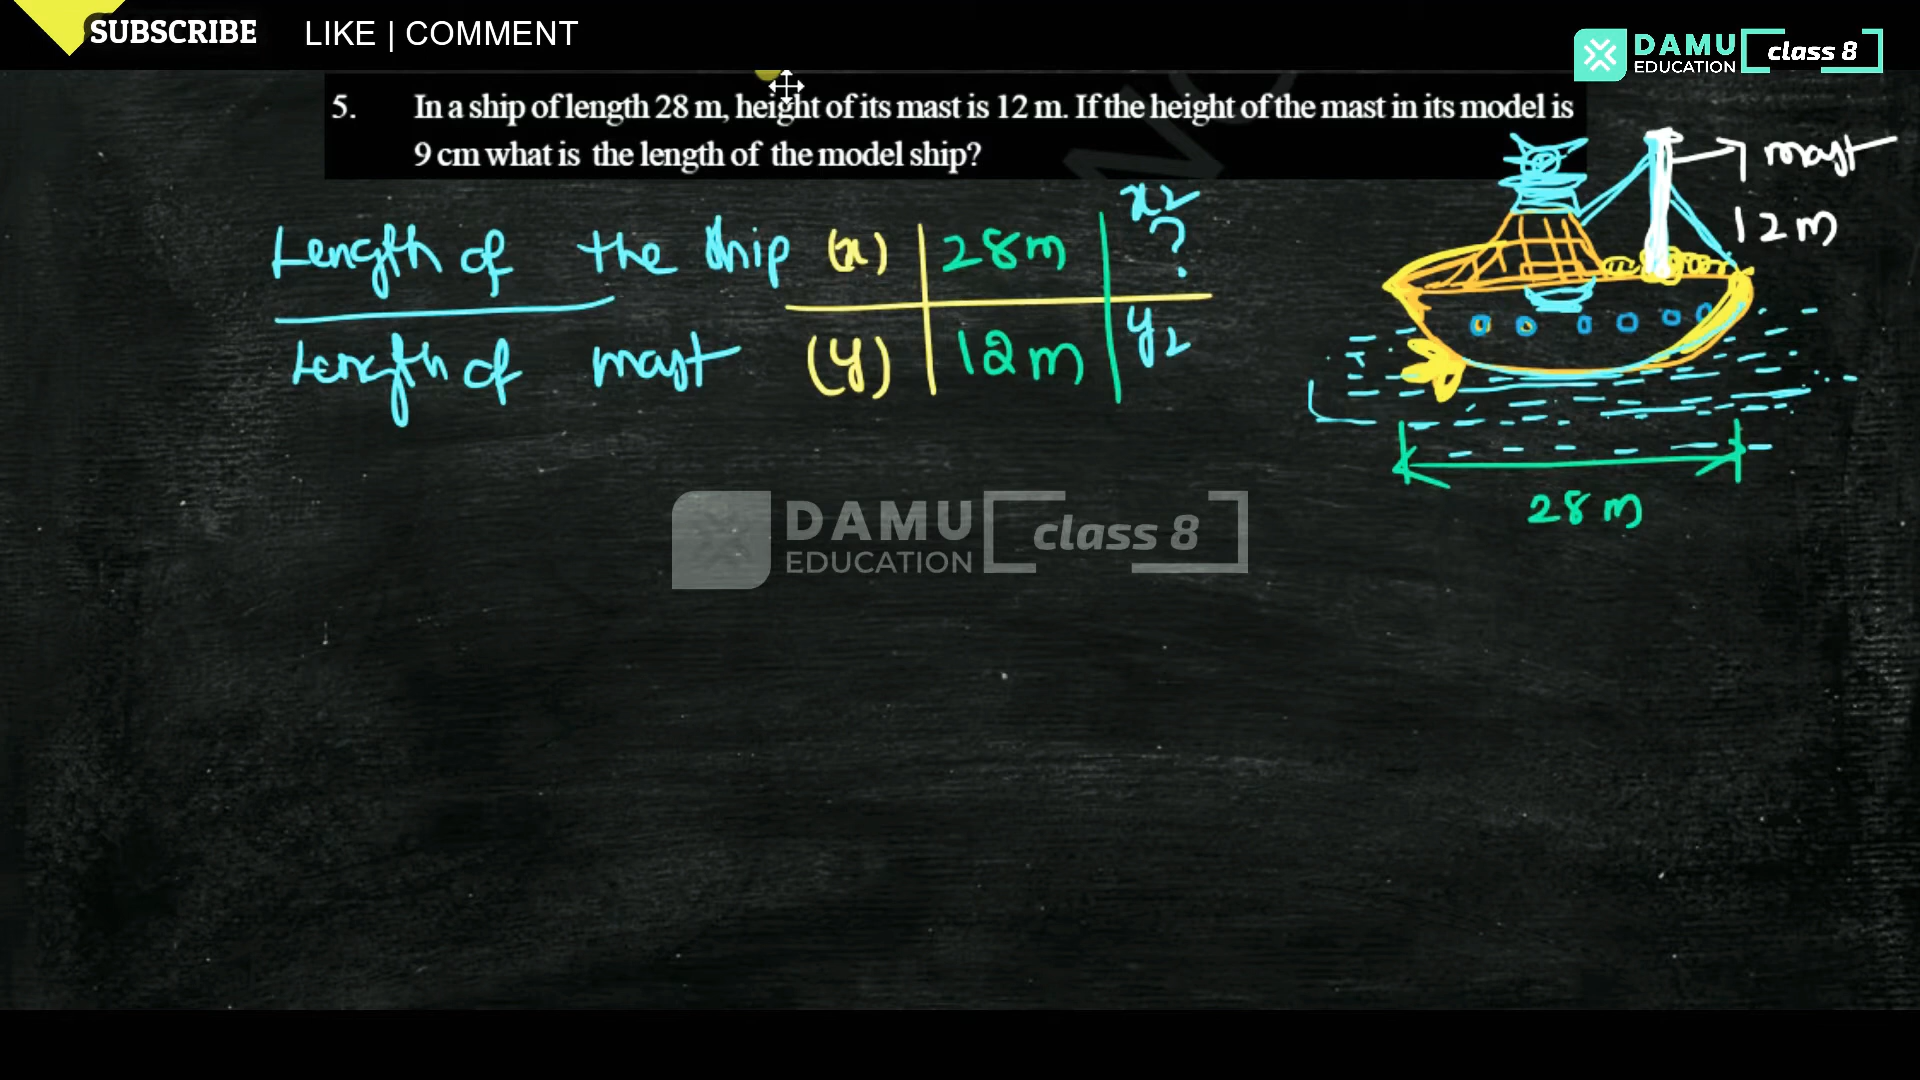 SUBSCRIBE LIKE | COMMENT
DAMU EDUCATION class 8
5. In a ship of length 28 m, height of its mast is 12 m. If the height of the mast in its model is
9 cm what is the length of the model ship?
mast
12 m
x2
Length of the ship (x) 28m ?
Length of mast (y) 12m y2
28 m
DAMU EDUCATION class 8